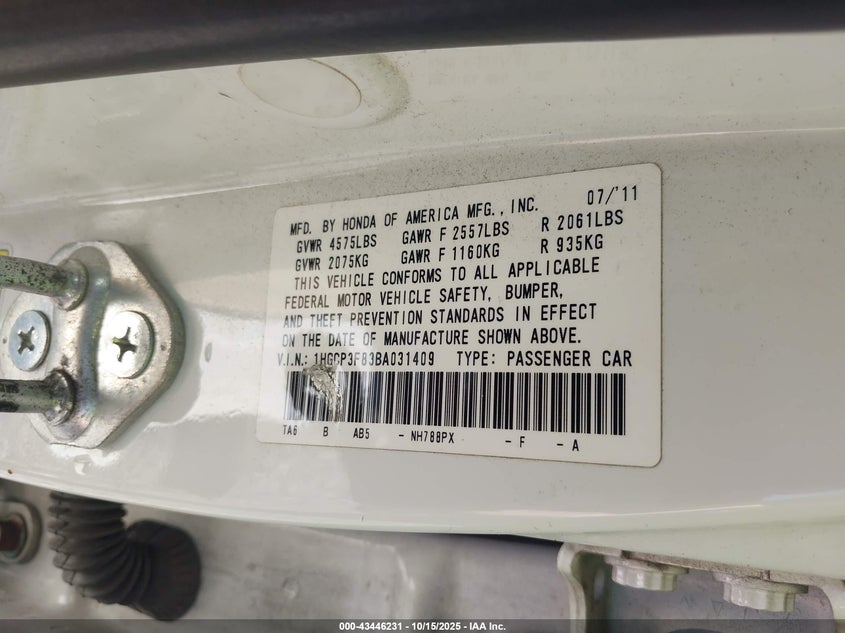 07/'11
MFD. BY HONDA OF AMERICA MFG., INC.
GVWR 4575LBS GAWR F 2557LBS R 2061LBS
GVWR 2075KG GAWR F 1160KG R 935KG
THIS VEHICLE CONFORMS TO ALL APPLICABLE
FEDERAL MOTOR VEHICLE SAFETY, BUMPER,
AND THEFT PREVENTION STANDARDS IN EFFECT
ON THE DATE OF MANUFACTURE SHOWN ABOVE.
V.I.N.: 1HGCP3F83BA031409 TYPE: PASSENGER CAR
TA6 B AB5 - NH788PX - F - A
000-43446231 - 10/15/2025 - IAA Inc.